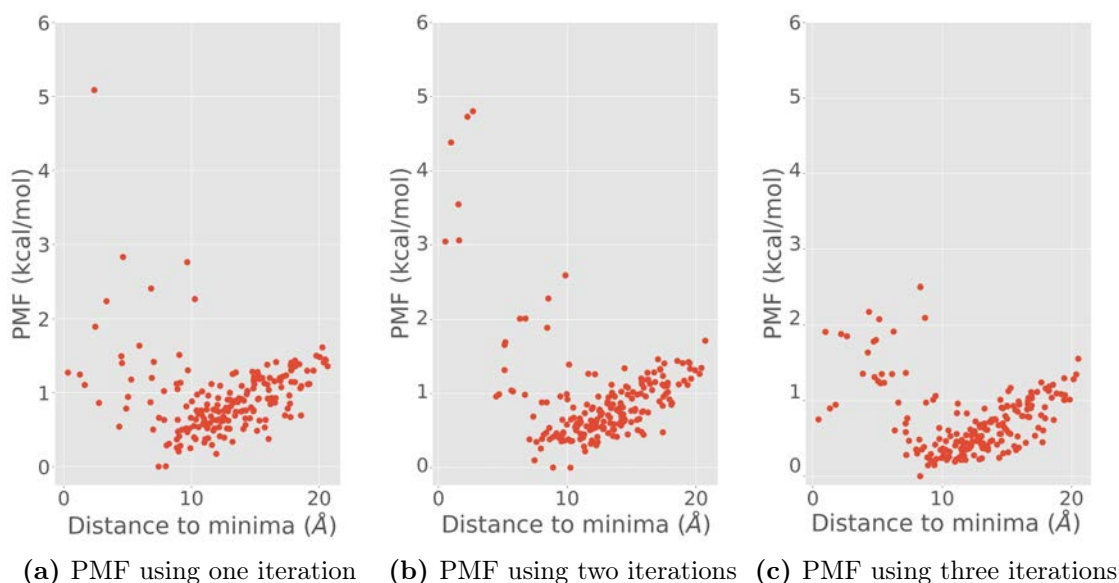 6
5
4
3
2
1
0
PMF (kcal/mol)
0 10 20
Distance to minima (Å)
(a) PMF using one iteration
6
5
4
3
2
1
0
PMF (kcal/mol)
0 10 20
Distance to minima (Å)
(b) PMF using two iterations
6
5
4
3
2
1
0
PMF (kcal/mol)
0 10 20
Distance to minima (Å)
(c) PMF using three iterations